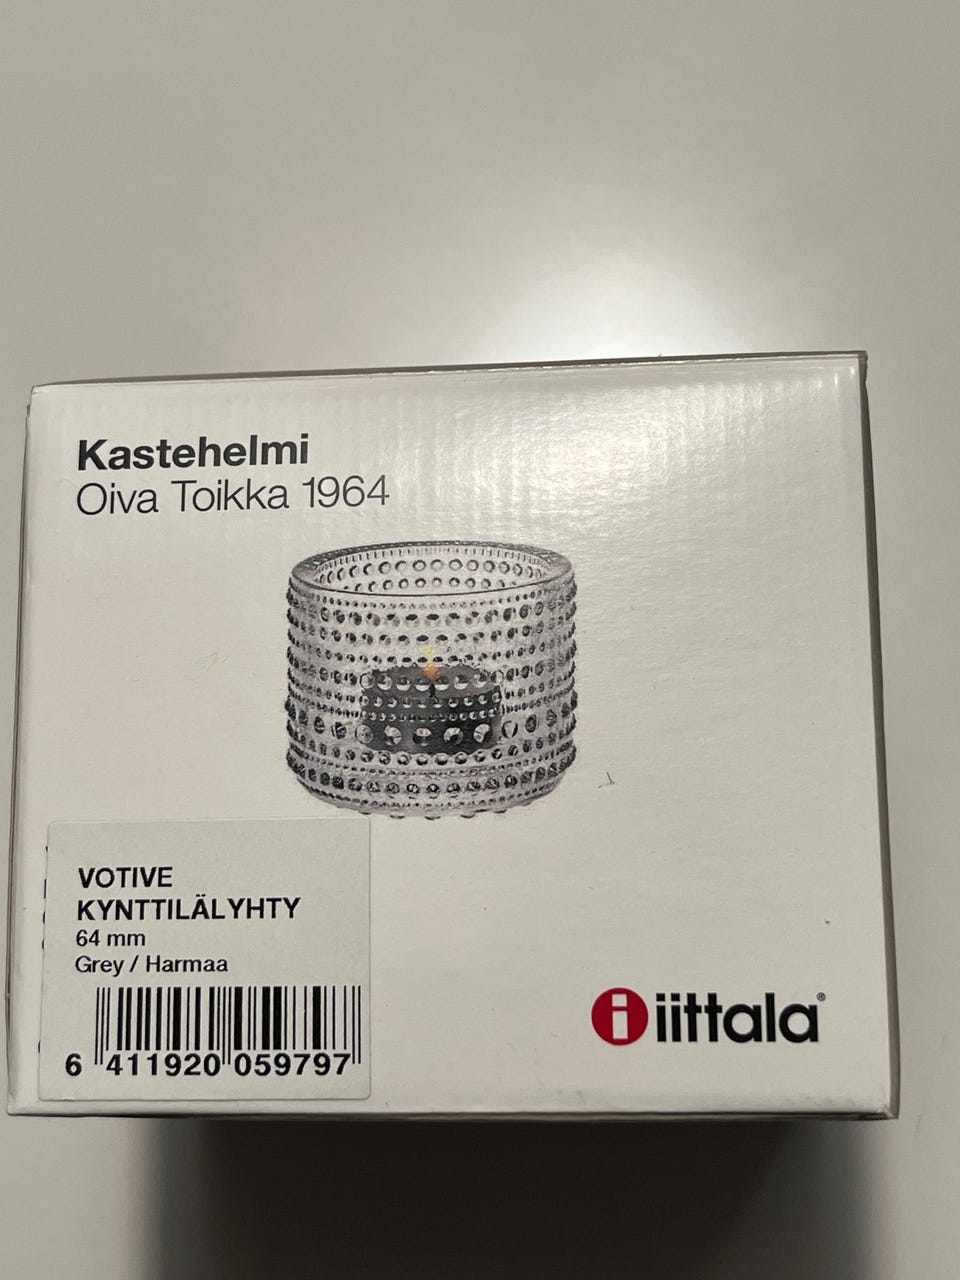 Kastehelmi
Oiva Toikka 1964
VOTIVE
KYNTTILÄLYHTY
64 mm
Grey / Harmaa
6 411920 059797
i iittala®